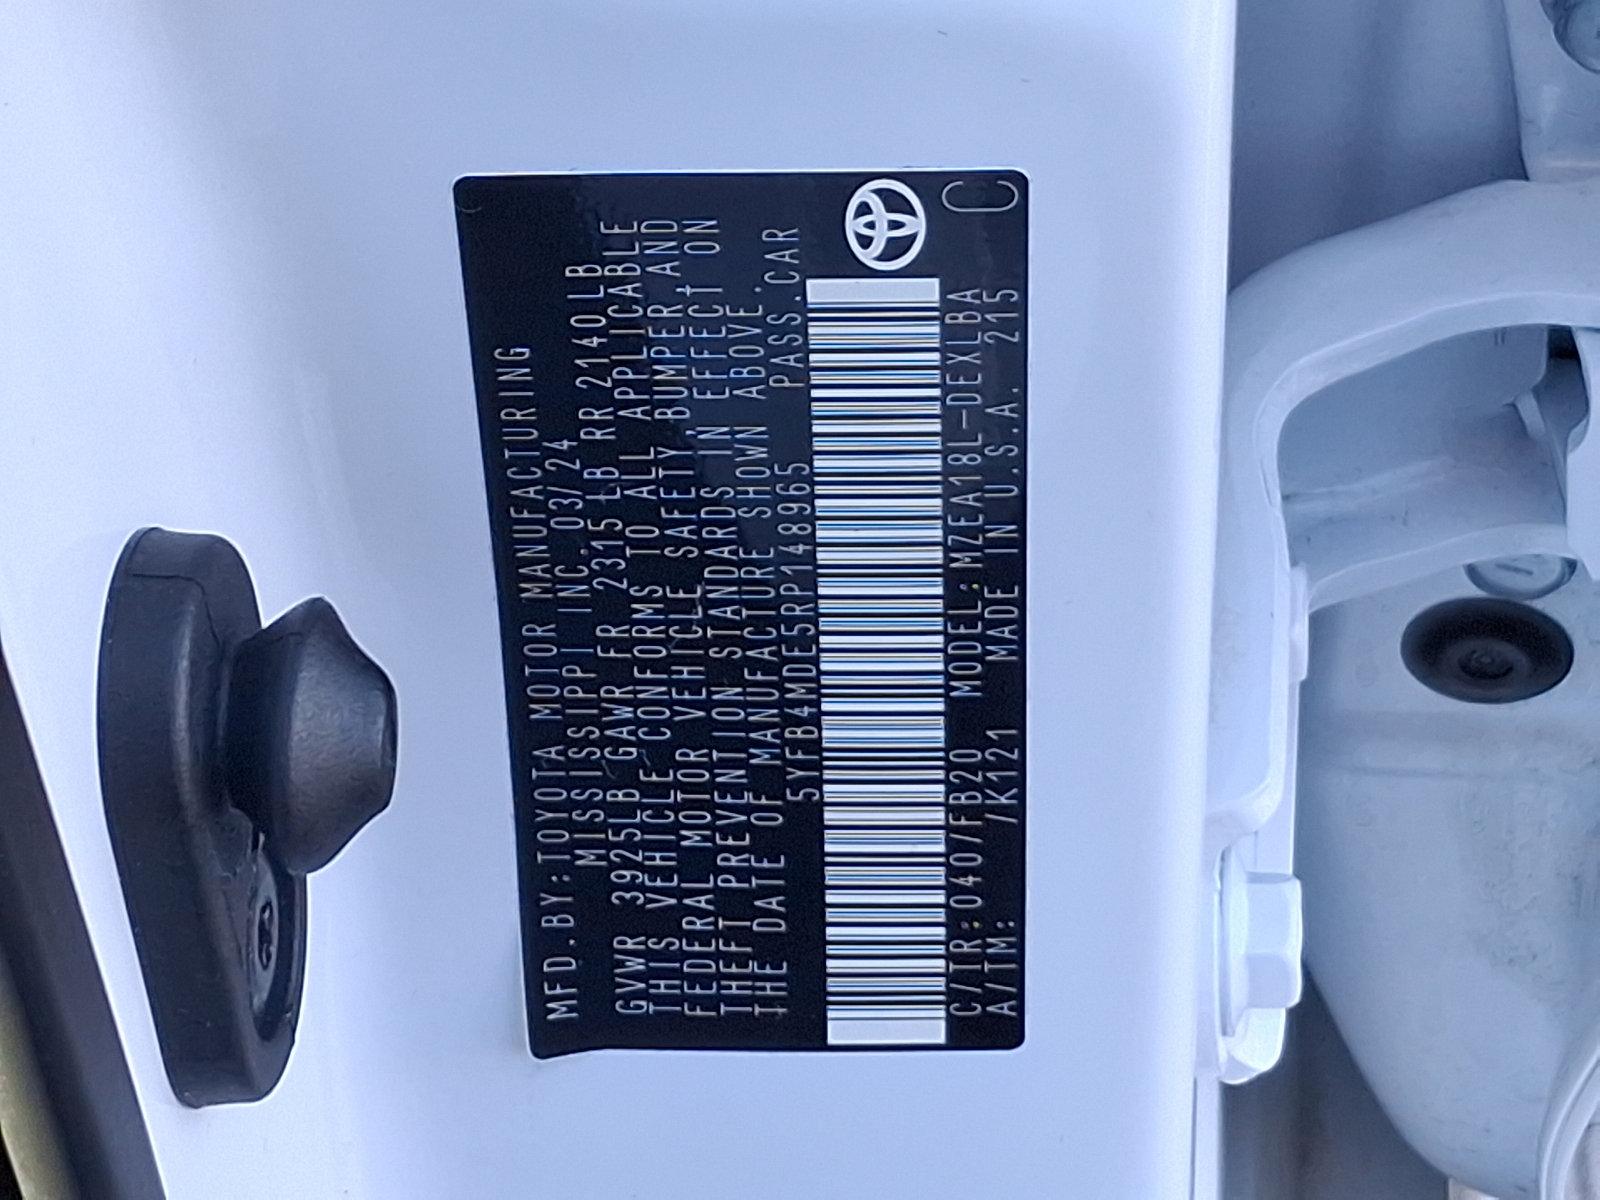 MFD.BY:TOYOTA MOTOR MANUFACTURING
MISSISSIPPI INC. 03/24
GVWR 3925LB GAWR FR 2315LB RR 2140LB
THIS VEHICLE CONFORMS TO ALL APPLICABLE
FEDERAL MOTOR VEHICLE SAFETY,BUMPER,AND
THEFT PREVENTION STANDARDS IN EFFECT ON
THE DATE OF MANUFACTURE SHOWN ABOVE.
5YFB4MDE5RP148965 PASS.CAR
C/TR:0407/FB20 MODEL:MZEA18L-DEXLBA
A/TM: /K121 MADE IN U.S.A. 215
C